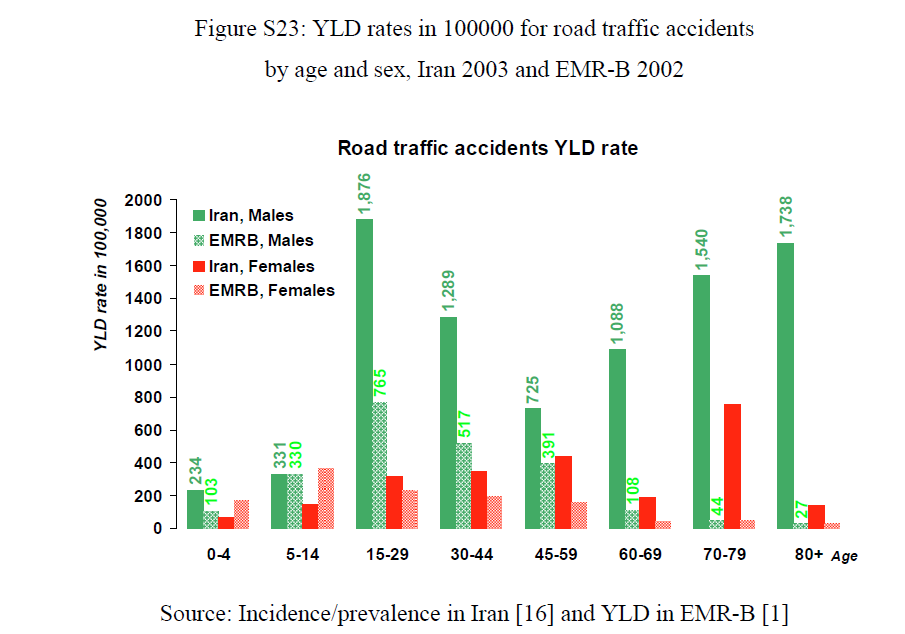 Figure S23: YLD rates in 100000 for road traffic accidents
by age and sex, Iran 2003 and EMR-B 2002
Road traffic accidents YLD rate
YLD rate in 100,000
2000
1800
1600
1400
1200
1000
800
600
400
200
0
Iran, Males
EMRB, Males
Iran, Females
EMRB, Females
234
103
331
330
1,876
765
1,289
517
725
391
1,088
108
1,540
44
1,738
27
0-4 5-14 15-29 30-44 45-59 60-69 70-79 80+ Age
Source: Incidence/prevalence in Iran [16] and YLD in EMR-B [1]